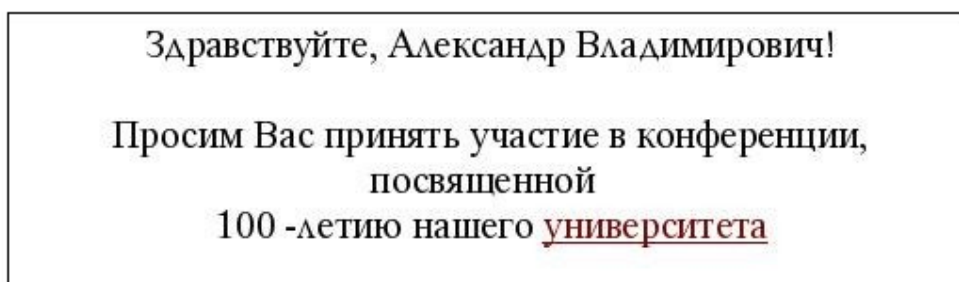 Здравствуйте, Александр Владимирович!
Просим Вас принять участие в конференции,
посвященной
100 -летию нашего университета